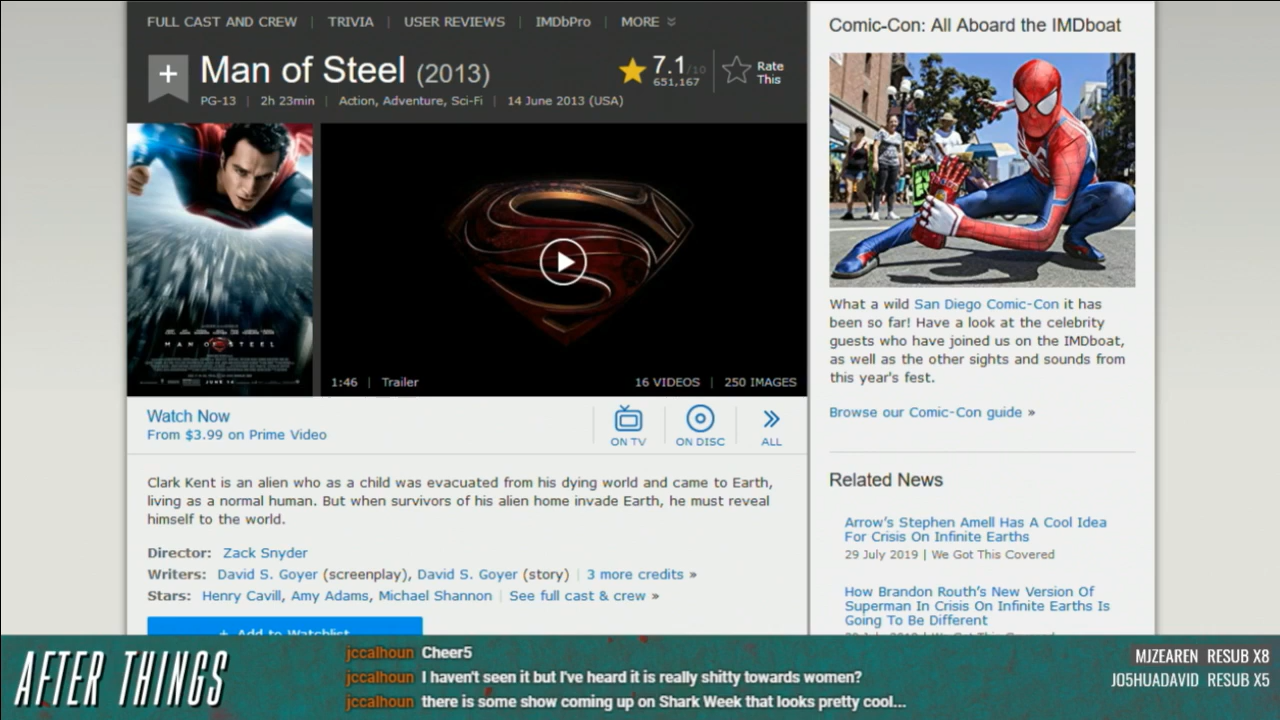 FULL CAST AND CREW | TRIVIA | USER REVIEWS | IMDbPro | MORE
Man of Steel (2013)
7.1/10
651,167
Rate
This
PG-13 | 2h 23min | Action, Adventure, Sci-Fi | 14 June 2013 (USA)
MAN OF STEEL
JUNE 14
1:46 | Trailer
16 VIDEOS | 250 IMAGES
Watch Now
From $3.99 on Prime Video
ON TV
ON DISC
ALL
Clark Kent is an alien who as a child was evacuated from his dying world and came to Earth,
living as a normal human. But when survivors of his alien home invade Earth, he must reveal
himself to the world.
Director: Zack Snyder
Writers: David S. Goyer (screenplay), David S. Goyer (story) | 3 more credits »
Stars: Henry Cavill, Amy Adams, Michael Shannon | See full cast & crew »
+ Add to Watchlist
Comic-Con: All Aboard the IMDboat
What a wild San Diego Comic-Con it has
been so far! Have a look at the celebrity
guests who have joined us on the IMDboat,
as well as the other sights and sounds from
this year's fest.
Browse our Comic-Con guide »
Related News
Arrow's Stephen Amell Has A Cool Idea
For Crisis On Infinite Earths
29 July 2019 | We Got This Covered
How Brandon Routh's New Version Of
Superman In Crisis On Infinite Earths Is
Going To Be Different
AFTER THINGS
jccalhoun Cheer5
jccalhoun I haven't seen it but I've heard it is really shitty towards women?
jccalhoun there is some show coming up on Shark Week that looks pretty cool...
MJZEAREN RESUB X8
JO5HUADAVID RESUB X5